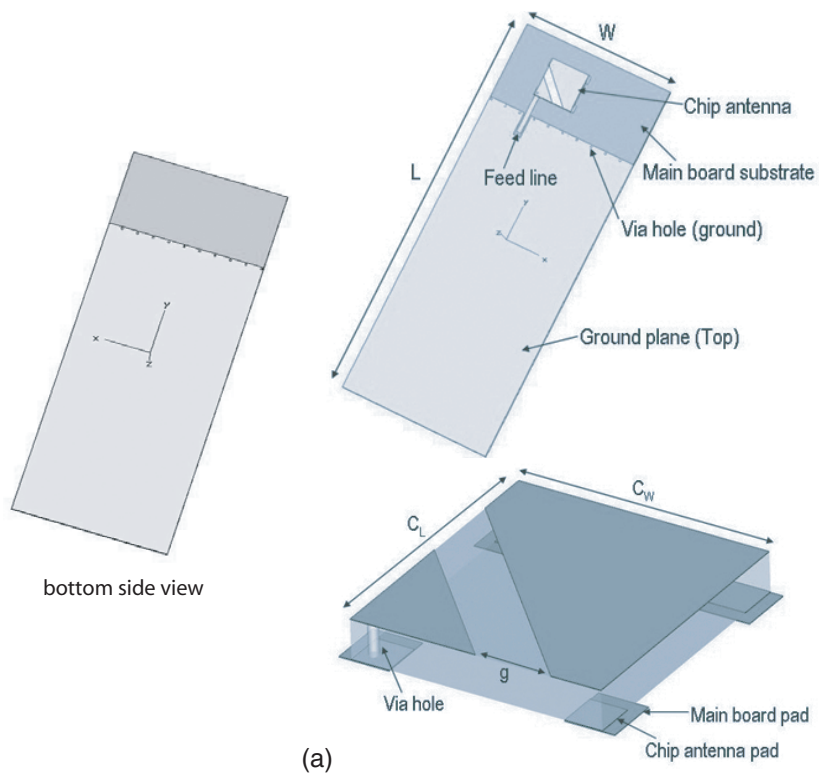 W
Chip antenna
L
Feed line
Main board substrate
Via hole (ground)
Y
Z
X
Ground plane (Top)
Y
X
Z
bottom side view
C_W
C_L
g
Via hole
Main board pad
Chip antenna pad
(a)